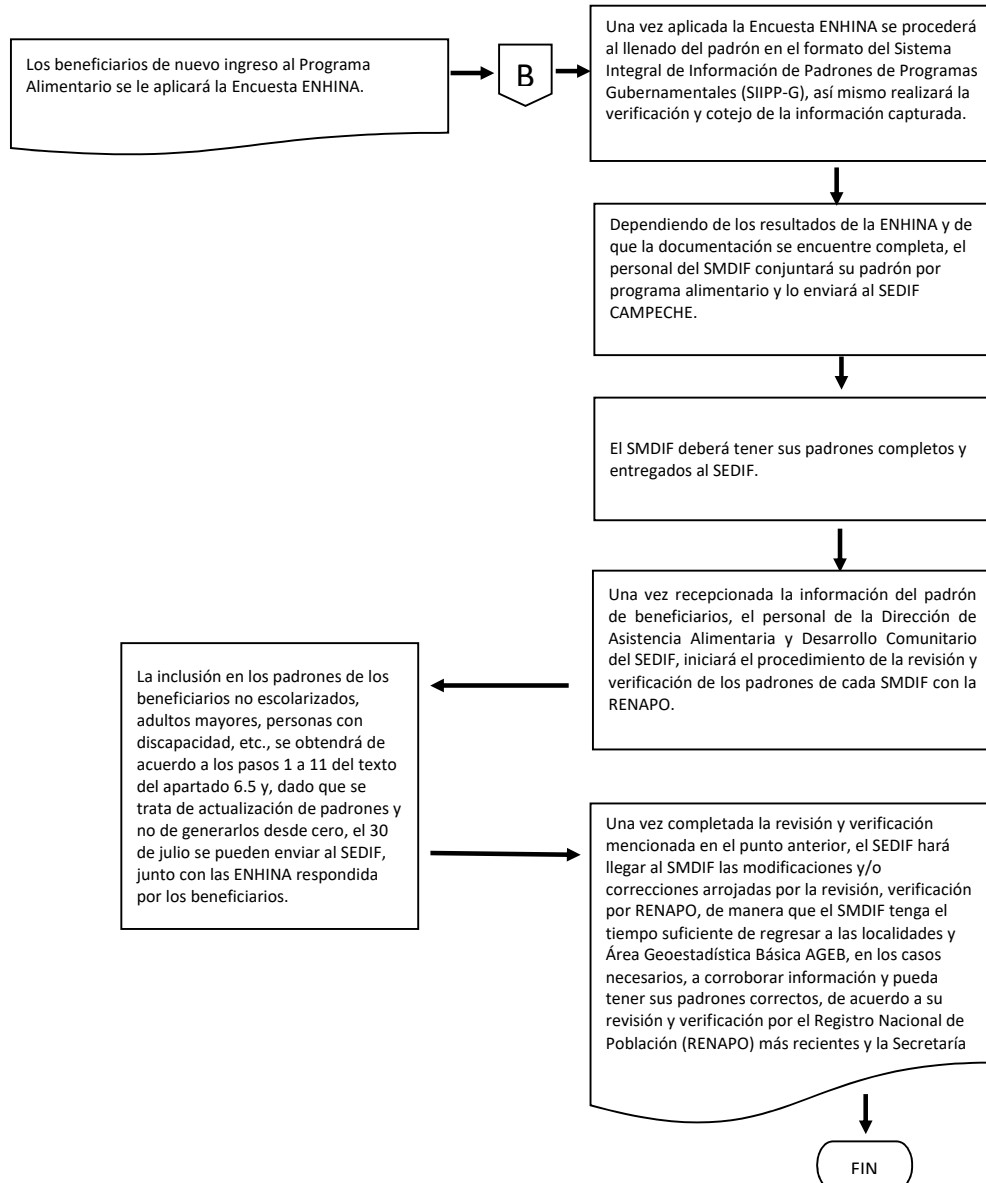 Los beneficiarios de nuevo ingreso al Programa
Alimentario se le aplicará la Encuesta ENHINA.
B
Una vez aplicada la Encuesta ENHINA se procederá
al llenado del padrón en el formato del Sistema
Integral de Información de Padrones de Programas
Gubernamentales (SIIPP-G), así mismo realizará la
verificación y cotejo de la información capturada.
Dependiendo de los resultados de la ENHINA y de
que la documentación se encuentre completa, el
personal del SMDIF conjuntará su padrón por
programa alimentario y lo enviará al SEDIF
CAMPECHE.
El SMDIF deberá tener sus padrones completos y
entregados al SEDIF.
Una vez recepcionada la información del padrón
de beneficiarios, el personal de la Dirección de
Asistencia Alimentaria y Desarrollo Comunitario
del SEDIF, iniciará el procedimiento de la revisión y
verificación de los padrones de cada SMDIF con la
RENAPO.
La inclusión en los padrones de los
beneficiarios no escolarizados,
adultos mayores, personas con
discapacidad, etc., se obtendrá de
acuerdo a los pasos 1 a 11 del texto
del apartado 6.5 y, dado que se
trata de actualización de padrones y
no de generarlos desde cero, el 30
de julio se pueden enviar al SEDIF,
junto con las ENHINA respondida
por los beneficiarios.
Una vez completada la revisión y verificación
mencionada en el punto anterior, el SEDIF hará
llegar al SMDIF las modificaciones y/o
correcciones arrojadas por la revisión, verificación
por RENAPO, de manera que el SMDIF tenga el
tiempo suficiente de regresar a las localidades y
Área Geoestadística Básica AGEB, en los casos
necesarios, a corroborar información y pueda
tener sus padrones correctos, de acuerdo a su
revisión y verificación por el Registro Nacional de
Población (RENAPO) más recientes y la Secretaría
FIN